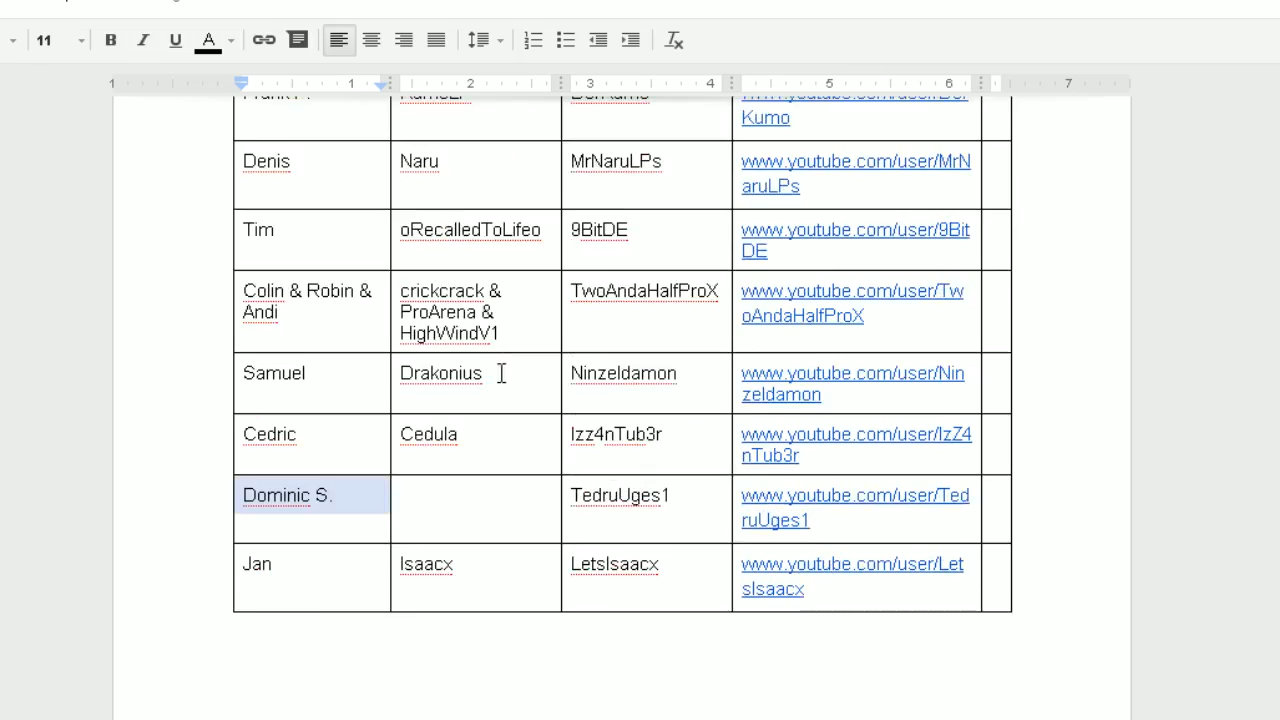 11 B I U A
1 1 2 3 4 5 6 7
Kumo
Denis Naru MrNaruLPs www.youtube.com/user/MrN
aruLPs
Tim oRecalledToLifeo 9BitDE www.youtube.com/user/9Bit
DE
Colin & Robin & crickcrack & TwoAndaHalfProX www.youtube.com/user/Tw
Andi ProArena & oAndaHalfProX
HighWindV1
Samuel Drakonius Ninzeldamon www.youtube.com/user/Nin
zeldamon
Cedric Cedula Izz4nTub3r www.youtube.com/user/IzZ4
nTub3r
Dominic S. TedruUges1 www.youtube.com/user/Ted
ruUges1
Jan Isaacx LetsIsaacx www.youtube.com/user/Let
sIsaacx